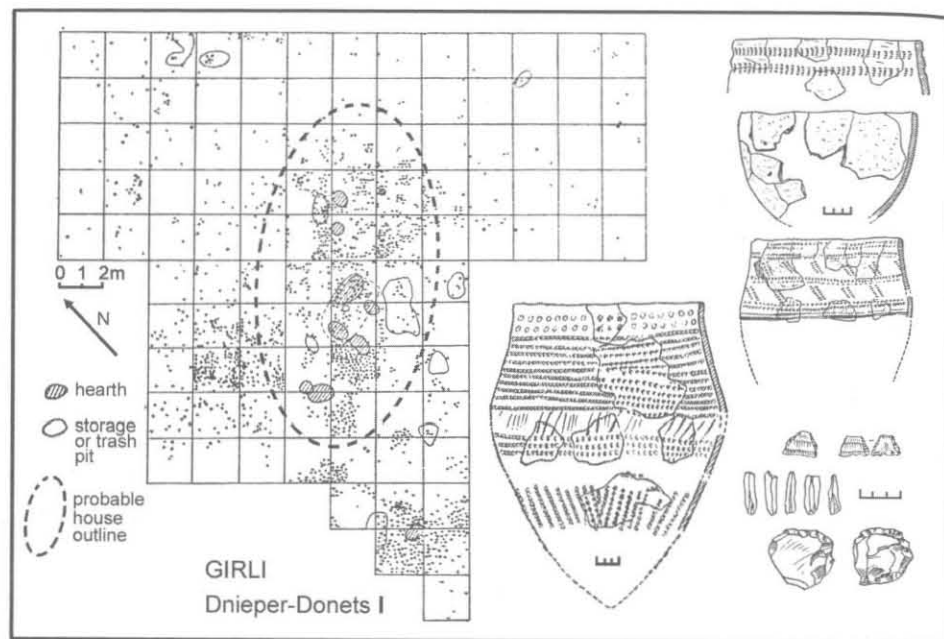 0 1 2m
N
hearth
storage
or trash
pit
probable
house
outline
GIRLI
Dnieper-Donets I